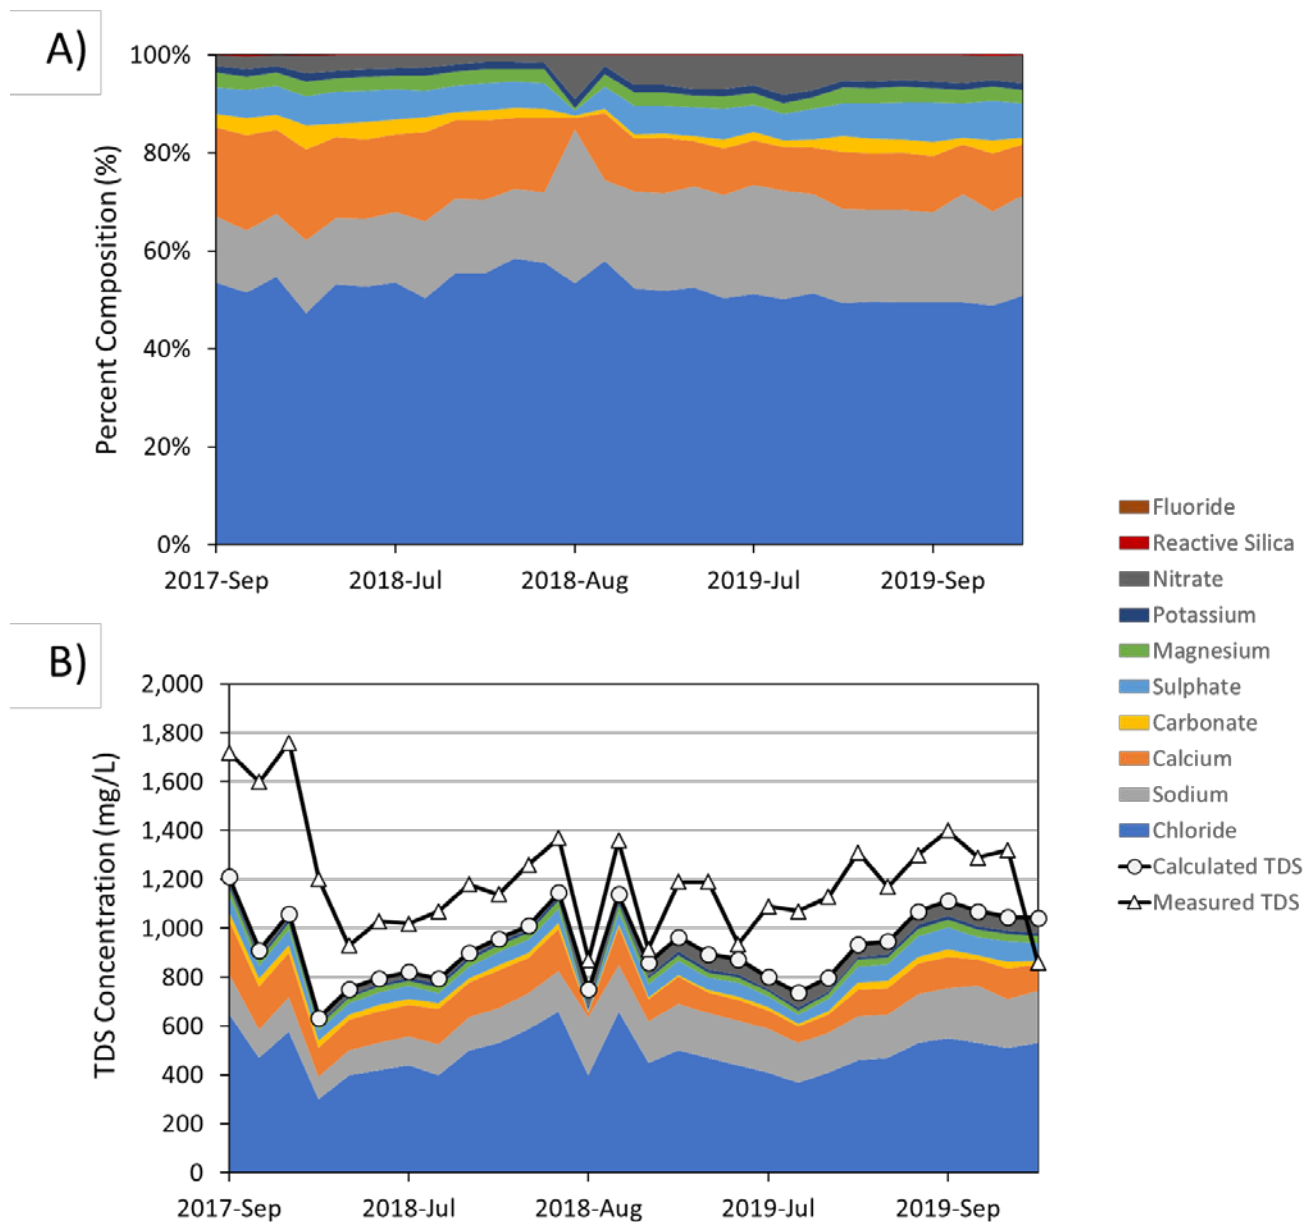 A)
Percent Composition (%)
100%
80%
60%
40%
20%
0%
2017-Sep 2018-Jul 2018-Aug 2019-Jul 2019-Sep
B)
TDS Concentration (mg/L)
2,000
1,800
1,600
1,400
1,200
1,000
800
600
400
200
0
2017-Sep 2018-Jul 2018-Aug 2019-Jul 2019-Sep
Fluoride
Reactive Silica
Nitrate
Potassium
Magnesium
Sulphate
Carbonate
Calcium
Sodium
Chloride
Calculated TDS
Measured TDS